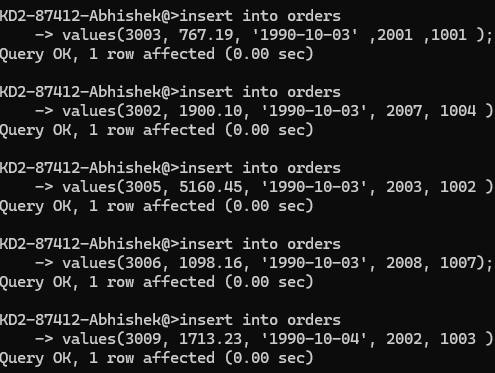 KD2-87412-Abhishek@>insert into orders
    -> values(3003, 767.19, '1990-10-03' ,2001 ,1001 );
Query OK, 1 row affected (0.00 sec)

KD2-87412-Abhishek@>insert into orders
    -> values(3002, 1900.10, '1990-10-03', 2007, 1004 )
Query OK, 1 row affected (0.00 sec)

KD2-87412-Abhishek@>insert into orders
    -> values(3005, 5160.45, '1990-10-03', 2003, 1002 )
Query OK, 1 row affected (0.00 sec)

KD2-87412-Abhishek@>insert into orders
    -> values(3006, 1098.16, '1990-10-03', 2008, 1007);
Query OK, 1 row affected (0.00 sec)

KD2-87412-Abhishek@>insert into orders
    -> values(3009, 1713.23, '1990-10-04', 2002, 1003 )
Query OK, 1 row affected (0.00 sec)